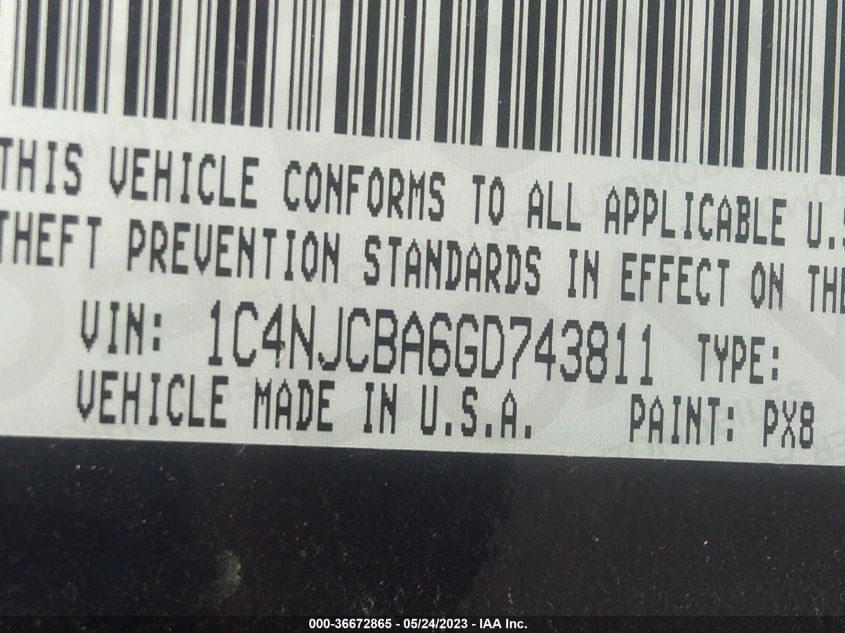 THIS VEHICLE CONFORMS TO ALL APPLICABLE U.S
THEFT PREVENTION STANDARDS IN EFFECT ON THE
VIN: 1C4NJCBA6GD743811 TYPE:
VEHICLE MADE IN U.S.A. PAINT: PX8
000-36672865 - 05/24/2023 - IAA Inc.